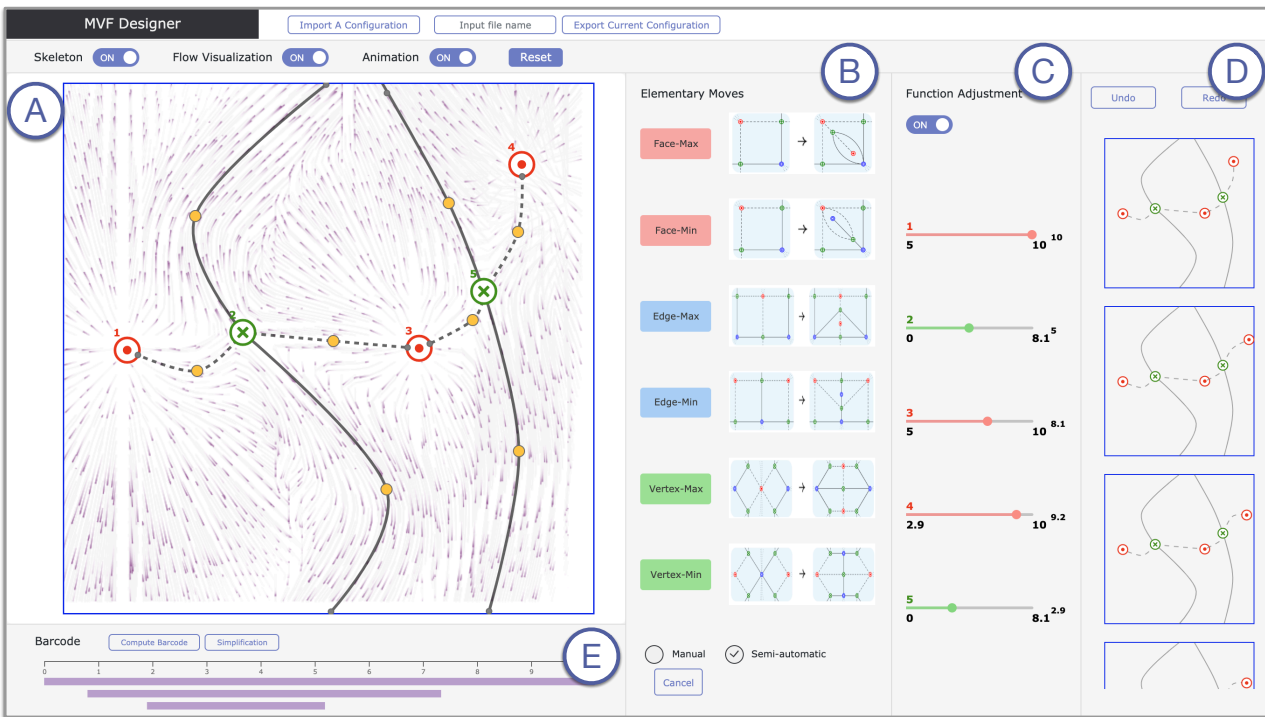 MVF Designer
Import A Configuration
Input file name
Export Current Configuration
Skeleton ON
Flow Visualization ON
Animation ON
Reset
A
1
2
3
4
5
B
Elementary Moves
Face-Max
Face-Min
Edge-Max
Edge-Min
Vertex-Max
Vertex-Min
Manual
Semi-automatic
Cancel
C
Function Adjustment
ON
1
5 10 10
2
0 8.1 5
3
5 10 8.1
4
2.9 10 9.2
5
0 8.1 2.9
D
Undo
Redo
E
Barcode
Compute Barcode
Simplification
0 1 2 3 4 5 6 7 8 9